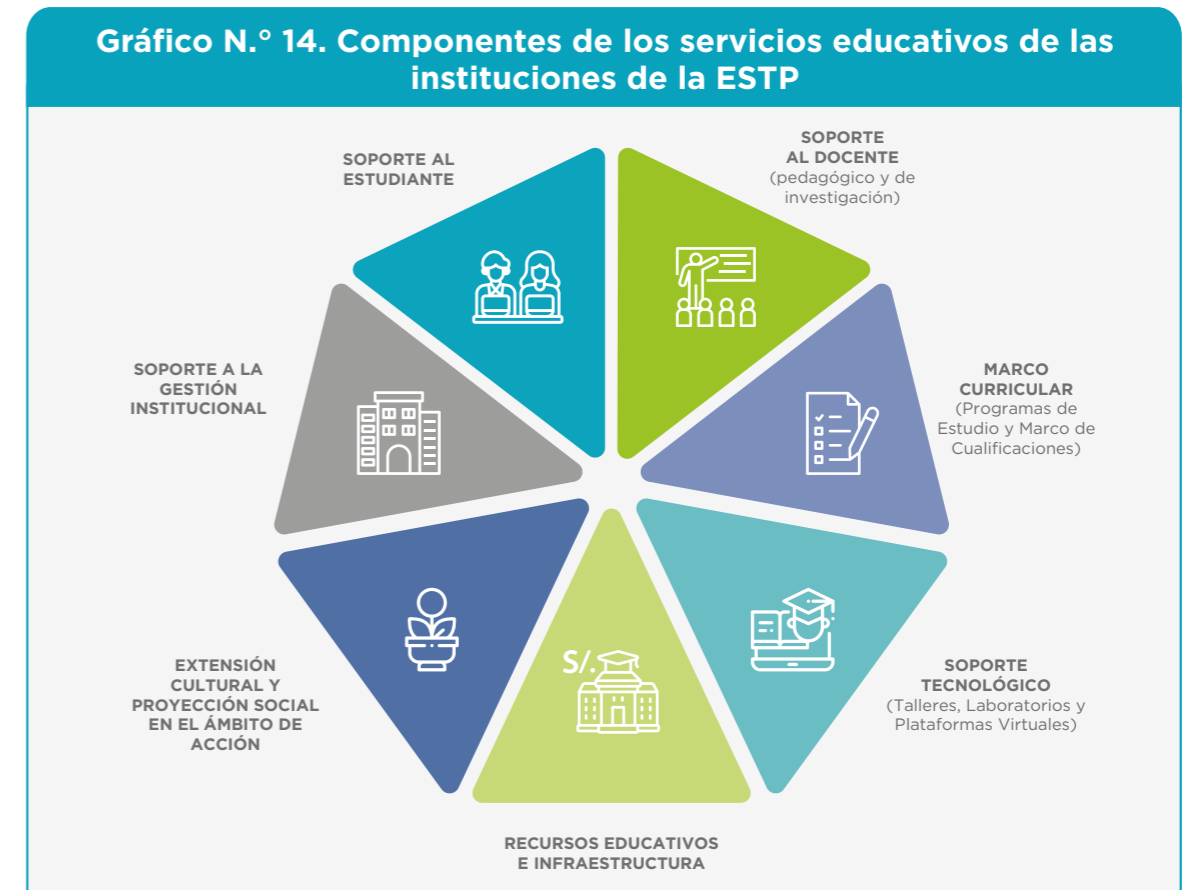 Gráfico N.° 14. Componentes de los servicios educativos de las
instituciones de la ESTP
SOPORTE AL
ESTUDIANTE
SOPORTE
AL DOCENTE
(pedagógico y de
investigación)
MARCO
CURRICULAR
(Programas de
Estudio y Marco de
Cualificaciones)
SOPORTE
TECNOLÓGICO
(Talleres, Laboratorios y
Plataformas Virtuales)
S/.
RECURSOS EDUCATIVOS
E INFRAESTRUCTURA
EXTENSIÓN
CULTURAL Y
PROYECCIÓN SOCIAL
EN EL ÁMBITO DE
ACCIÓN
SOPORTE A LA
GESTIÓN
INSTITUCIONAL